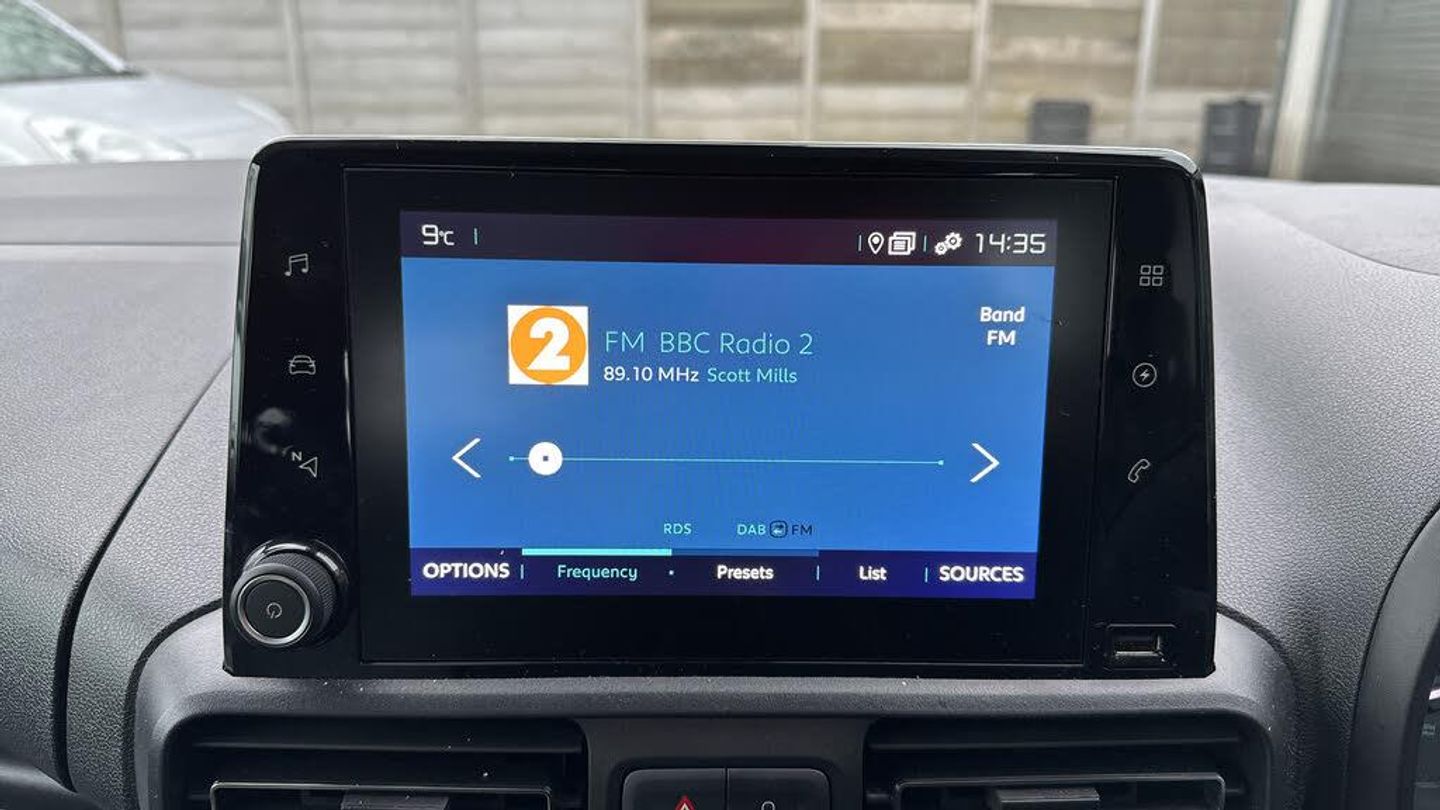 9°C
14:35
2
FM BBC Radio 2
89.10 MHz Scott Mills
Band
FM
N
RDS DAB FM
OPTIONS Frequency Presets List SOURCES